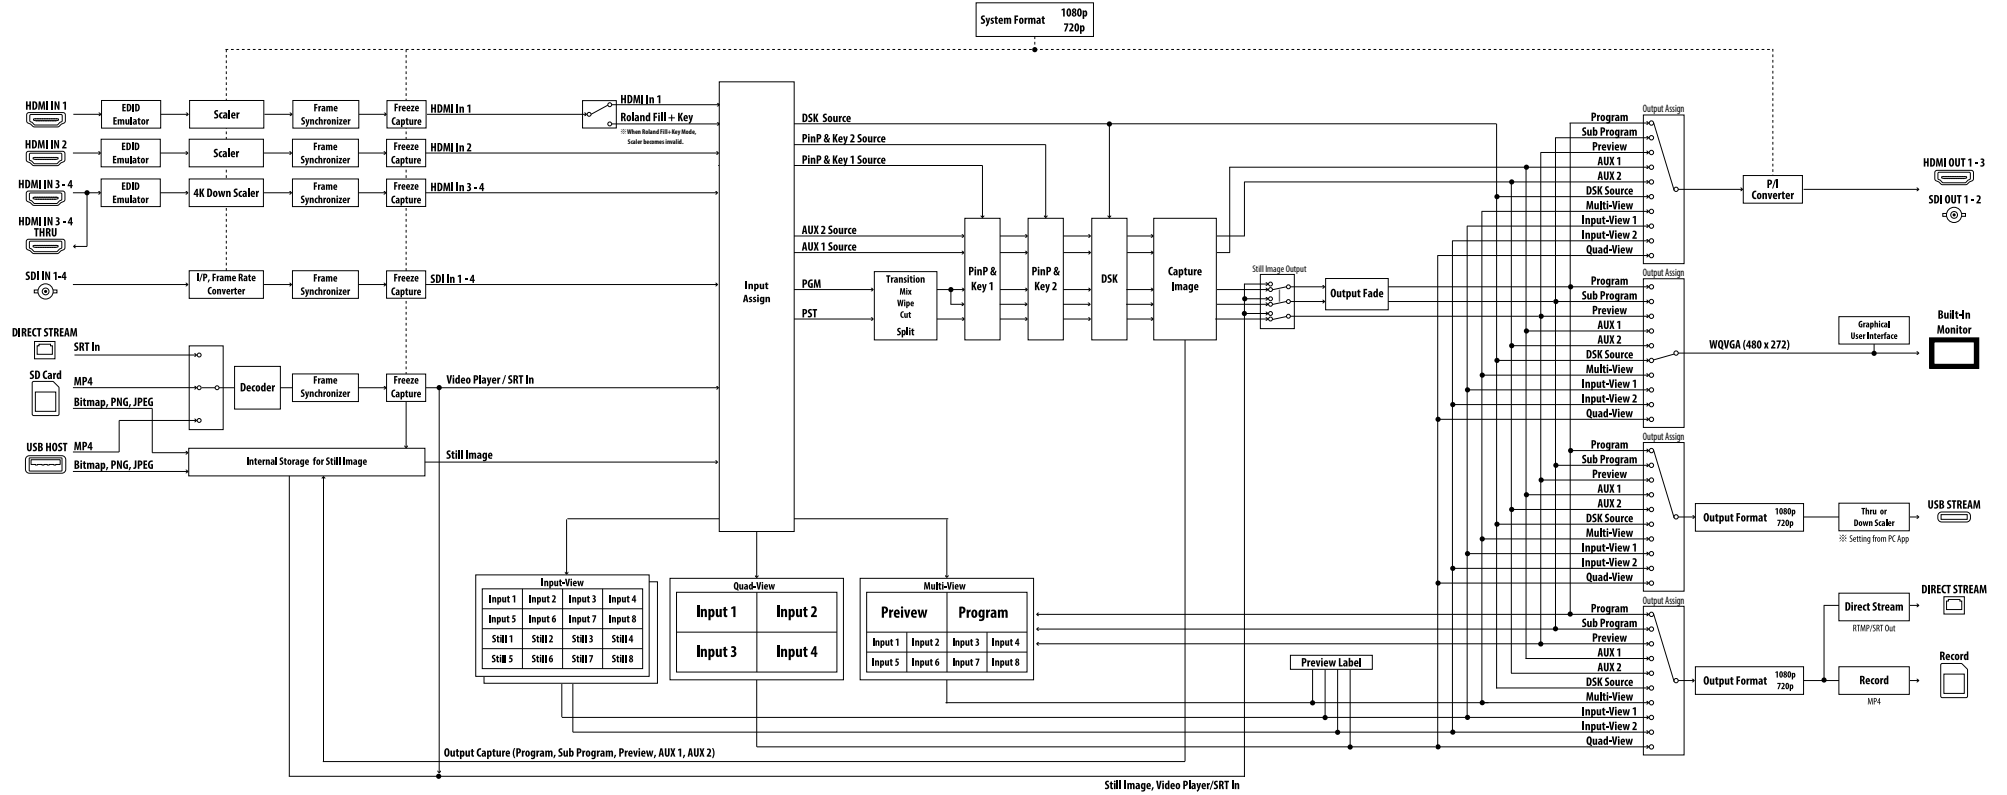 System Format 1080p 720p
HDMI IN 1
EDID Emulator
Scaler
Frame Synchronizer
Freeze Capture
HDMI In 1
HDMI In 1
Roland Fill + Key
※ When Roland Fill+Key Mode,
Scaler becomes invalid.
HDMI IN 2
EDID Emulator
Scaler
Frame Synchronizer
Freeze Capture
HDMI In 2
HDMI IN 3 - 4
EDID Emulator
4K Down Scaler
Frame Synchronizer
Freeze Capture
HDMI In 3 - 4
HDMI IN 3 - 4
THRU
SDI IN 1-4
I/P, Frame Rate Converter
Frame Synchronizer
Freeze Capture
SDI In 1 - 4
DIRECT STREAM
SRT In
SD Card
MP4
Bitmap, PNG, JPEG
Decoder
Frame Synchronizer
Freeze Capture
Video Player / SRT In
USB HOST
MP4
Bitmap, PNG, JPEG
Internal Storage for Still Image
Still Image
Input Assign
DSK Source
PinP & Key 2 Source
PinP & Key 1 Source
AUX 2 Source
AUX 1 Source
PGM
PST
Transition
Mix
Wipe
Cut
Split
PinP & Key 1
PinP & Key 2
DSK
Capture Image
Still Image Output
Output Fade
Input-View
Input 1 Input 2 Input 3 Input 4
Input 5 Input 6 Input 7 Input 8
Still 1 Still 2 Still 3 Still 4
Still 5 Still 6 Still 7 Still 8
Quad-View
Input 1 Input 2
Input 3 Input 4
Multi-View
Preivew Program
Input 1 Input 2 Input 3 Input 4
Input 5 Input 6 Input 7 Input 8
Preview Label
Output Capture (Program, Sub Program, Preview, AUX 1, AUX 2)
Still Image, Video Player/SRT In
Output Assign
Program
Sub Program
Preview
AUX 1
AUX 2
DSK Source
Multi-View
Input-View 1
Input-View 2
Quad-View
P/I Converter
HDMI OUT 1 - 3
SDI OUT 1 - 2
Output Assign
Program
Sub Program
Preview
AUX 1
AUX 2
DSK Source
Multi-View
Input-View 1
Input-View 2
Quad-View
WQVGA (480 x 272)
Graphical User Interface
Built-In Monitor
Output Assign
Program
Sub Program
Preview
AUX 1
AUX 2
DSK Source
Multi-View
Input-View 1
Input-View 2
Quad-View
Output Format 1080p 720p
Thru or Down Scaler
※ Setting from PC App
USB STREAM
Output Assign
Program
Sub Program
Preview
AUX 1
AUX 2
DSK Source
Multi-View
Input-View 1
Input-View 2
Quad-View
Output Format 1080p 720p
Direct Stream
RTMP/SRT Out
DIRECT STREAM
Record
MP4
Record